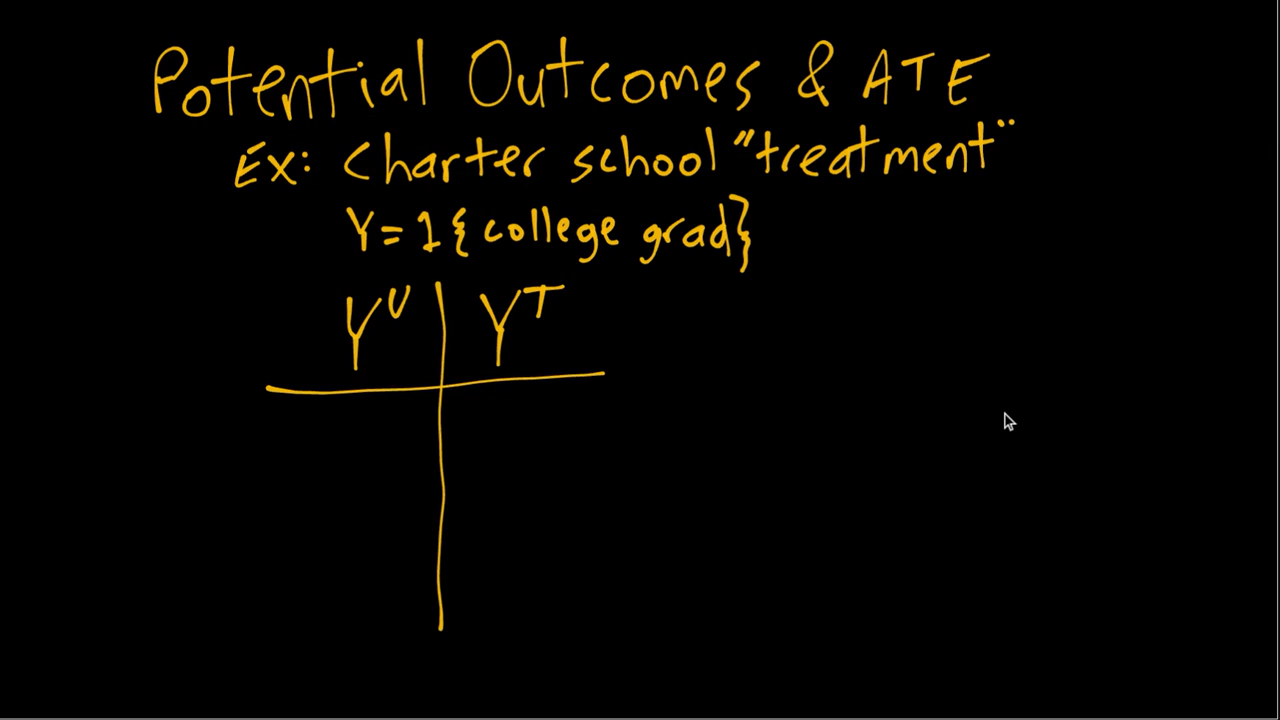 Potential Outcomes & ATE
Ex: Charter school "treatment"
Y=1{college grad}
Y^U Y^T